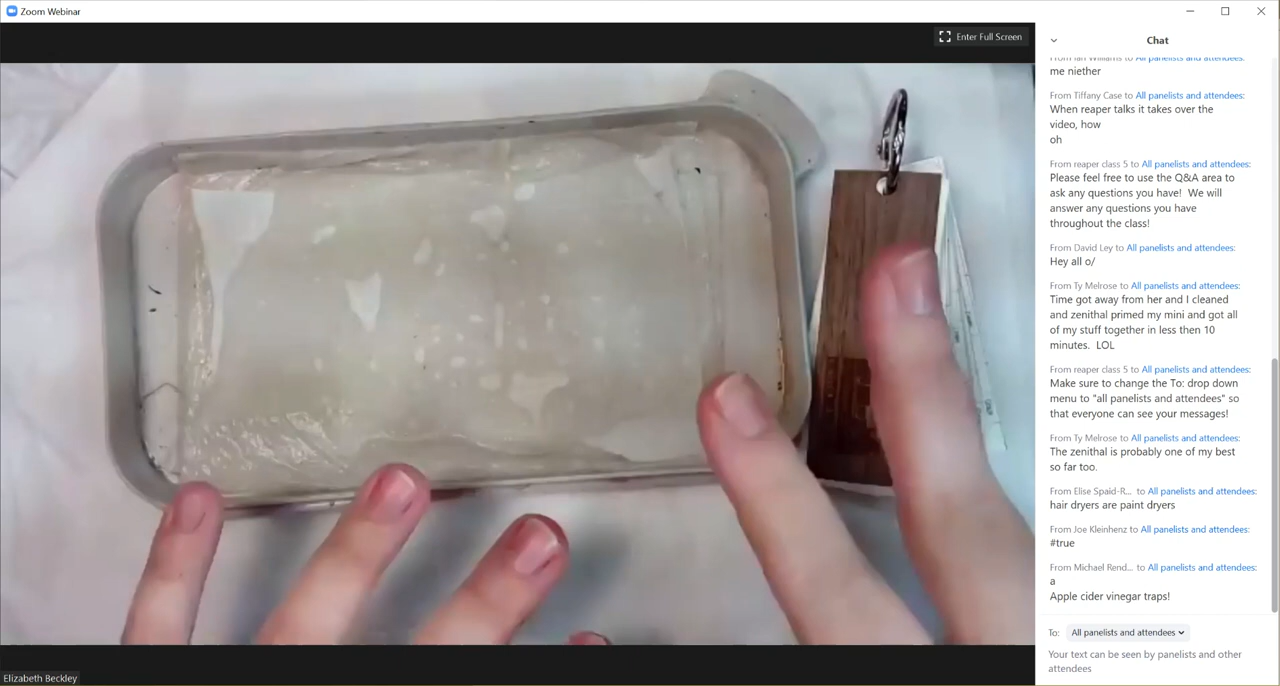 Zoom Webinar
Enter Full Screen
Chat
From Ian Williams to All panelists and attendees:
me niether
From Tiffany Case to All panelists and attendees:
When reaper talks it takes over the
video, how
oh
From reaper class 5 to All panelists and attendees:
Please feel free to use the Q&A area to
ask any questions you have! We will
answer any questions you have
throughout the class!
From David Ley to All panelists and attendees:
Hey all o/
From Ty Melrose to All panelists and attendees:
Time got away from her and I cleaned
and zenithal primed my mini and got all
of my stuff together in less then 10
minutes. LOL
From reaper class 5 to All panelists and attendees:
Make sure to change the To: drop down
menu to "all panelists and attendees" so
that everyone can see your messages!
From Ty Melrose to All panelists and attendees:
The zenithal is probably one of my best
so far too.
From Elise Spaid-R... to All panelists and attendees:
hair dryers are paint dryers
From Joe Kleinhenz to All panelists and attendees:
#true
From Michael Rend... to All panelists and attendees:
a
Apple cider vinegar traps!
To: All panelists and attendees
Your text can be seen by panelists and other
attendees
Elizabeth Beckley